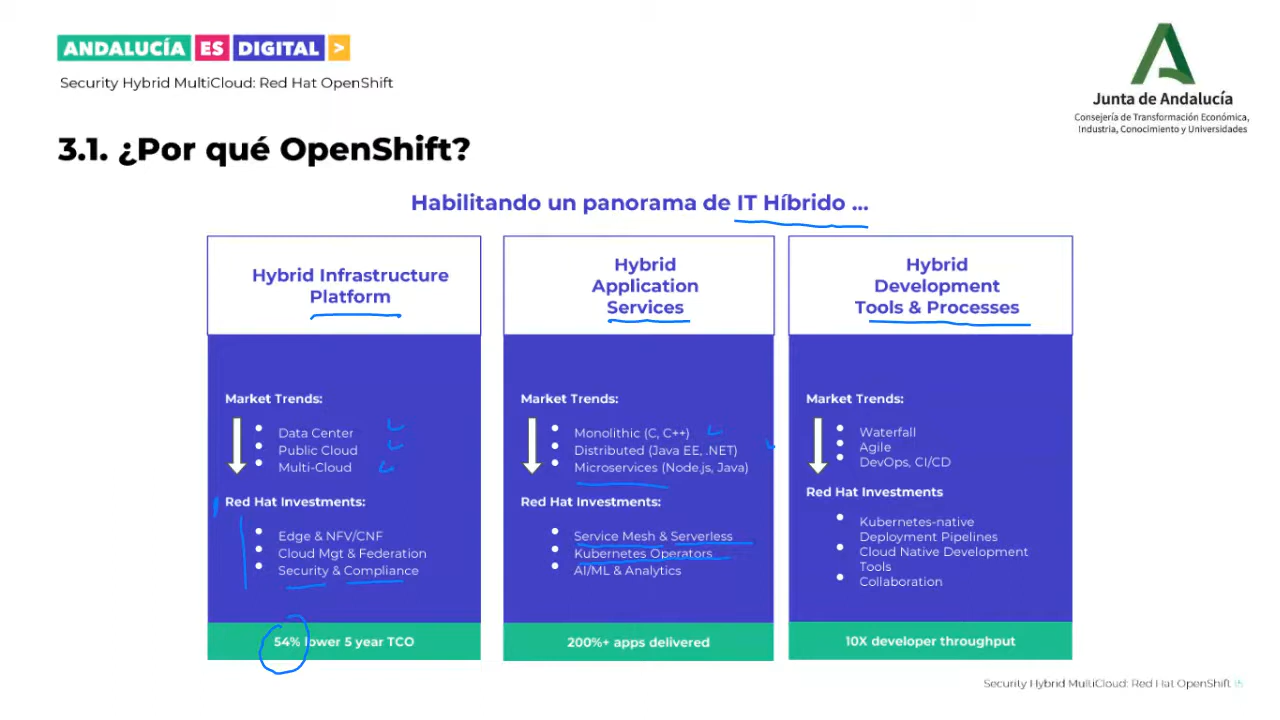 ANDALUCÍA ES DIGITAL >
Security Hybrid MultiCloud: Red Hat OpenShift
Junta de Andalucía
Consejería de Transformación Económica,
Industria, Conocimiento y Universidades
3.1. ¿Por qué OpenShift?
Habilitando un panorama de IT Híbrido ...
Hybrid Infrastructure
Platform
Market Trends:
Data Center
Public Cloud
Multi-Cloud
Red Hat Investments:
Edge & NFV/CNF
Cloud Mgt & Federation
Security & Compliance
54% lower 5 year TCO
Hybrid
Application
Services
Market Trends:
Monolithic (C, C++)
Distributed (Java EE, .NET)
Microservices (Node.js, Java)
Red Hat Investments:
Service Mesh & Serverless
Kubernetes Operators
AI/ML & Analytics
200%+ apps delivered
Hybrid
Development
Tools & Processes
Market Trends:
Waterfall
Agile
DevOps, CI/CD
Red Hat Investments
Kubernetes-native
Deployment Pipelines
Cloud Native Development
Tools
Collaboration
10X developer throughput
Security Hybrid MultiCloud: Red Hat OpenShift 15